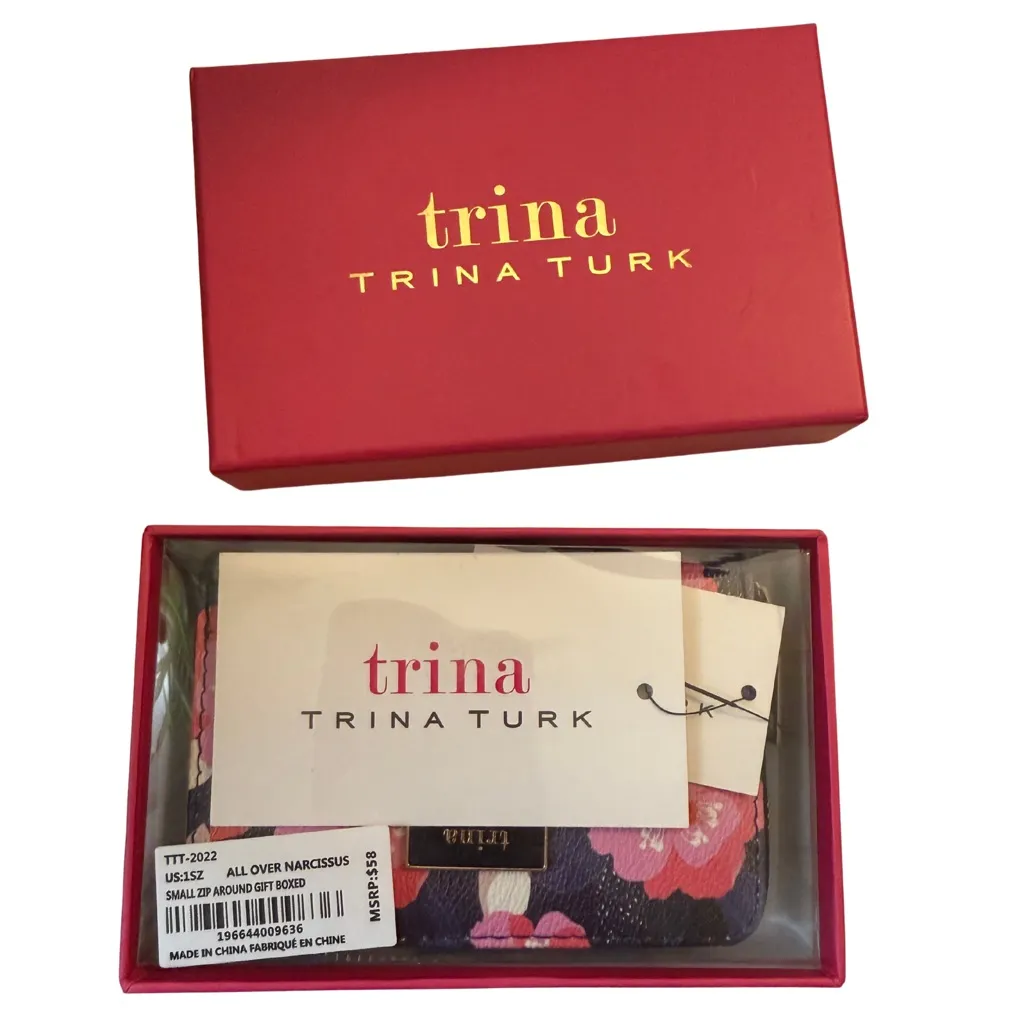 trina
TRINA TURK
trina
TRINA TURK
K
trina
TTT-2022
US:1SZ ALL OVER NARCISSUS
SMALL ZIP AROUND GIFT BOXED
MSRP:$58
196644009636
MADE IN CHINA FABRIQUÉ EN CHINE